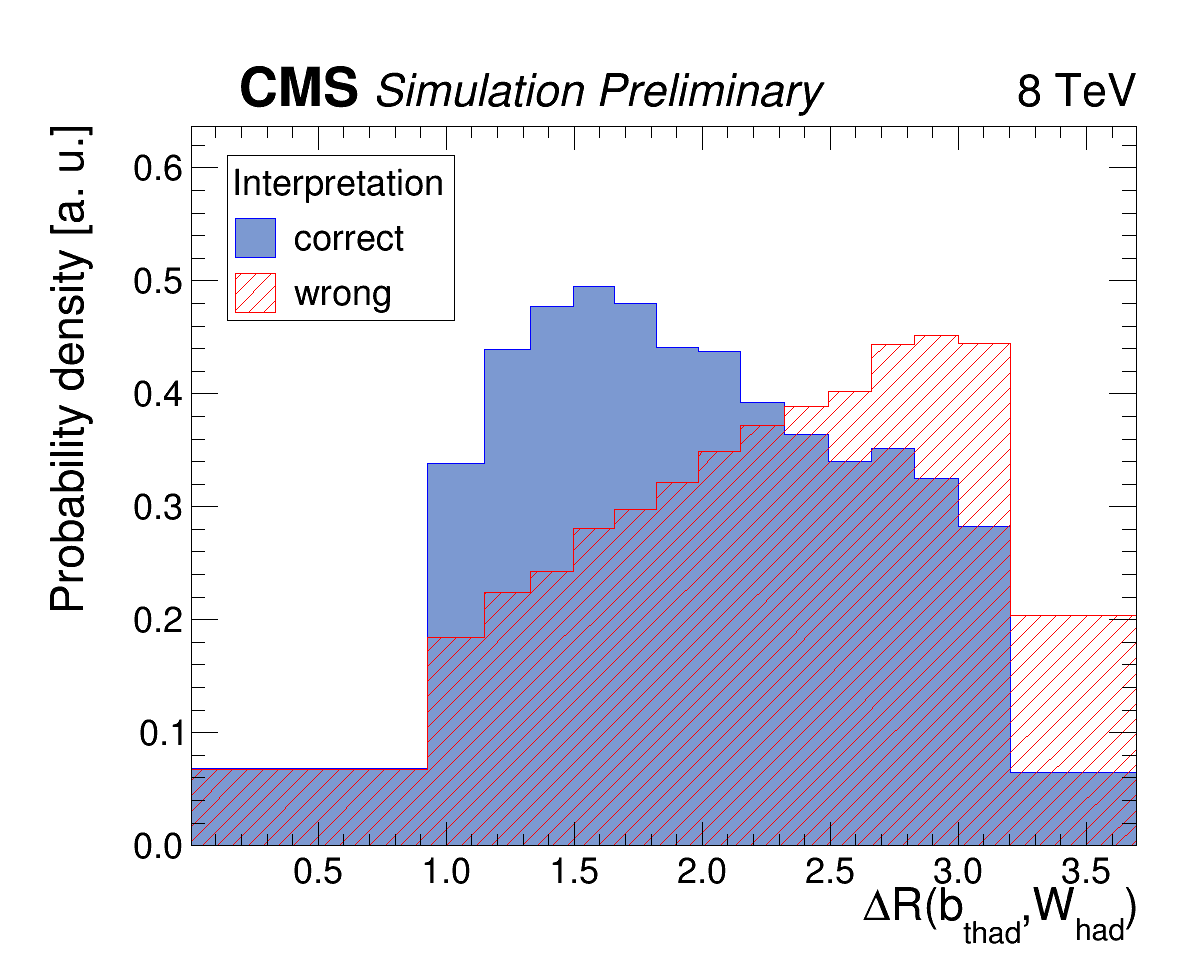 CMS Simulation Preliminary 8 TeV
Probability density [a. u.]
Interpretation
correct
wrong
0.6
0.5
0.4
0.3
0.2
0.1
0.0
0.5 1.0 1.5 2.0 2.5 3.0 3.5
ΔR(b_thad,W_had)